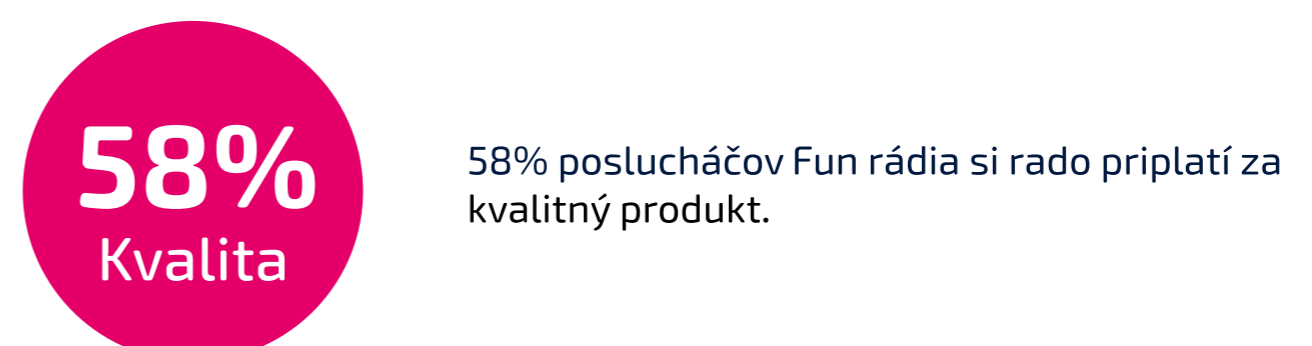 58%
Kvalita
58% poslucháčov Fun rádia si rado priplatí za
kvalitný produkt.